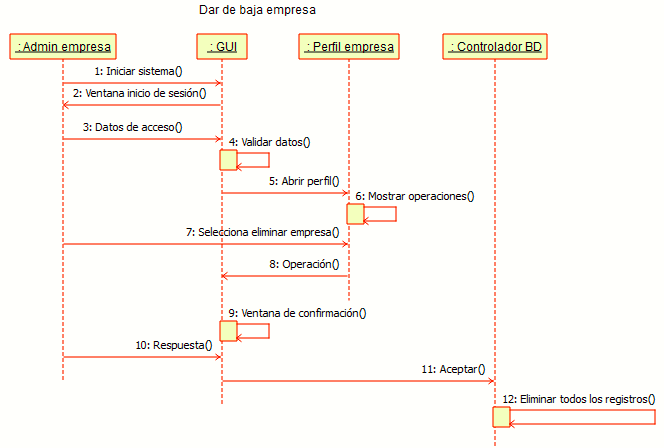 Dar de baja empresa
: Admin empresa
: GUI
: Perfil empresa
: Controlador BD
1: Iniciar sistema()
2: Ventana inicio de sesión()
3: Datos de acceso()
4: Validar datos()
5: Abrir perfil()
6: Mostrar operaciones()
7: Selecciona eliminar empresa()
8: Operación()
9: Ventana de confirmación()
10: Respuesta()
11: Aceptar()
12: Eliminar todos los registros()